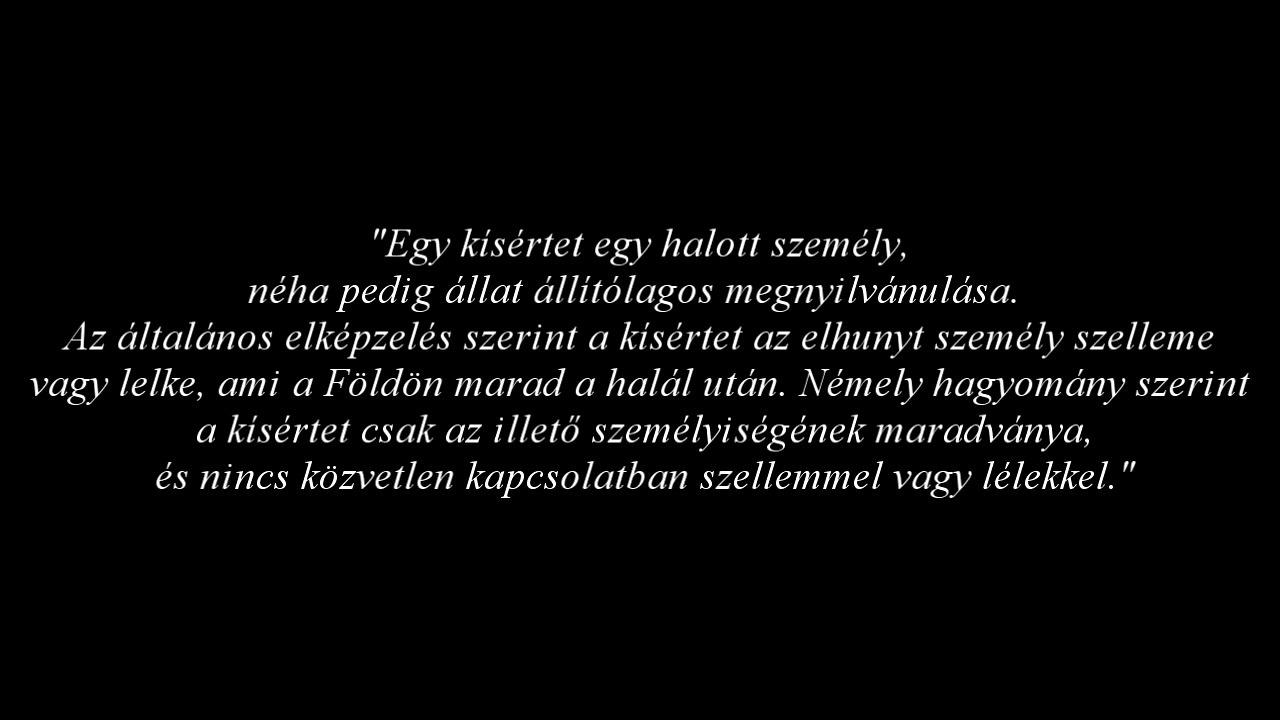 "Egy kísértet egy halott személy,
néha pedig állat állítólagos megnyilvánulása.
Az általános elképzelés szerint a kísértet az elhunyt személy szelleme
vagy lelke, ami a Földön marad a halál után. Némely hagyomány szerint
a kísértet csak az illető személyiségének maradványa,
és nincs közvetlen kapcsolatban szellemmel vagy lélekkel."